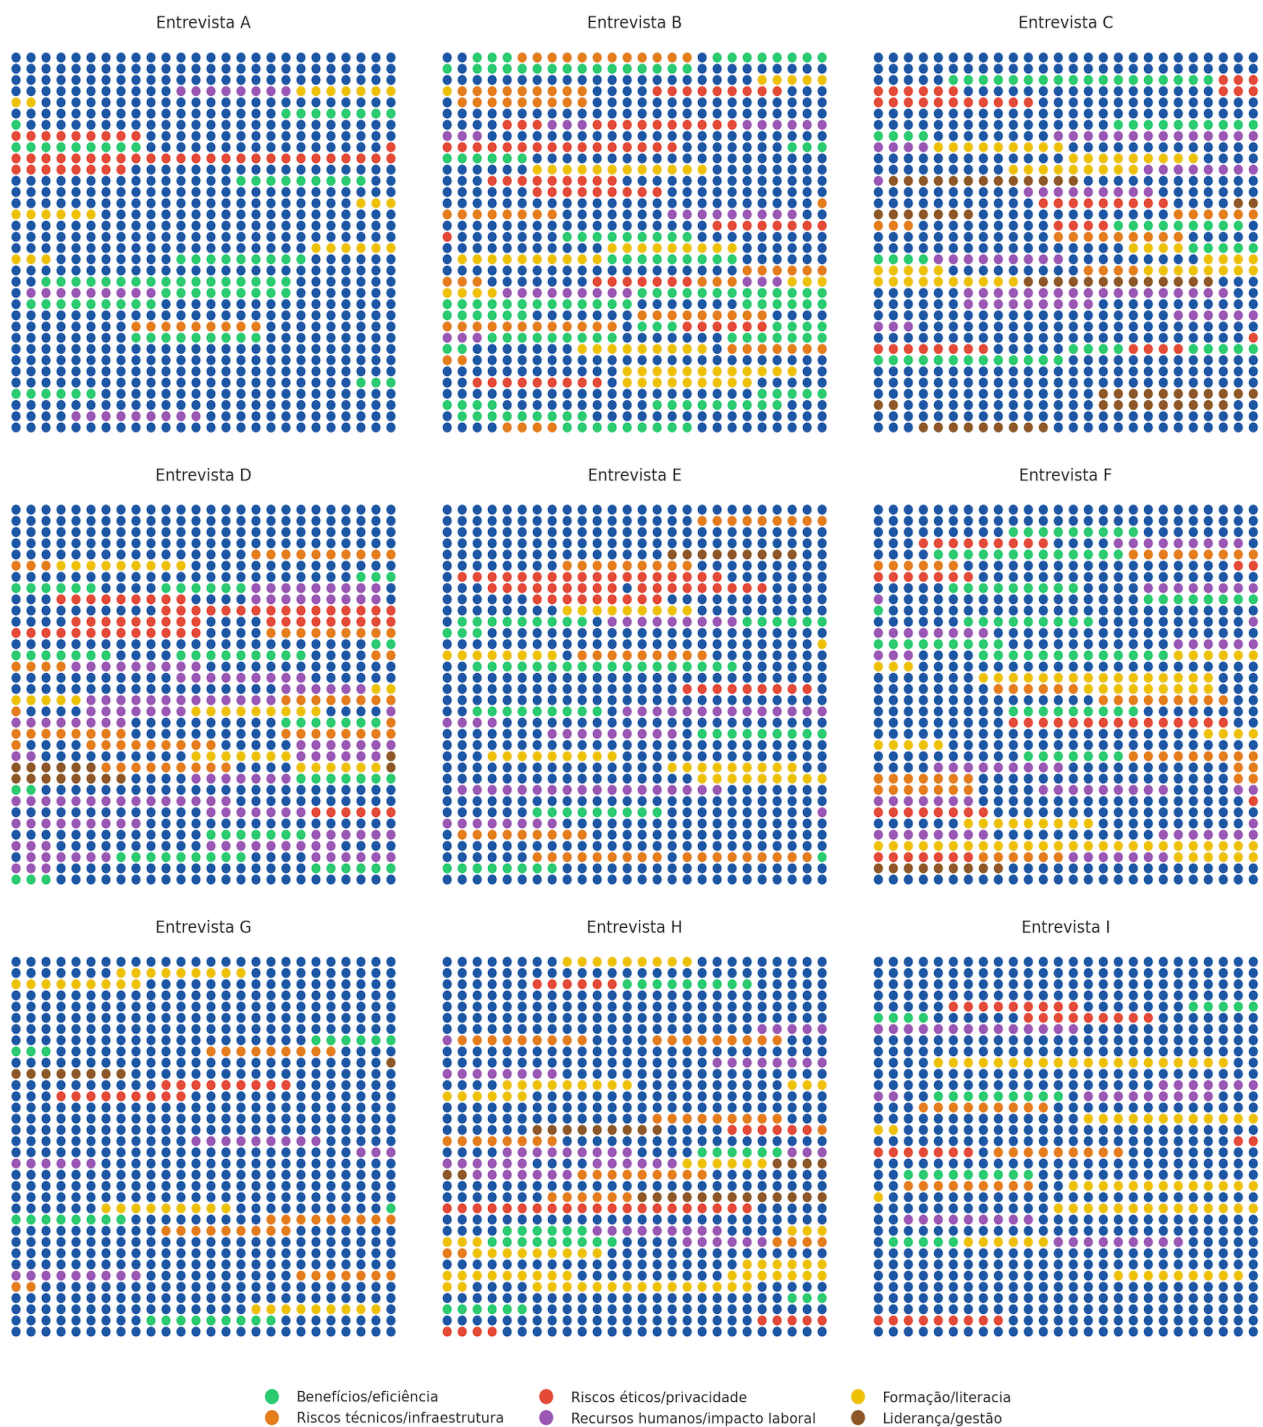 Entrevista A
Entrevista B
Entrevista C
Entrevista D
Entrevista E
Entrevista F
Entrevista G
Entrevista H
Entrevista I
Benefícios/eficiência
Riscos éticos/privacidade
Formação/literacia
Riscos técnicos/infraestrutura
Recursos humanos/impacto laboral
Liderança/gestão